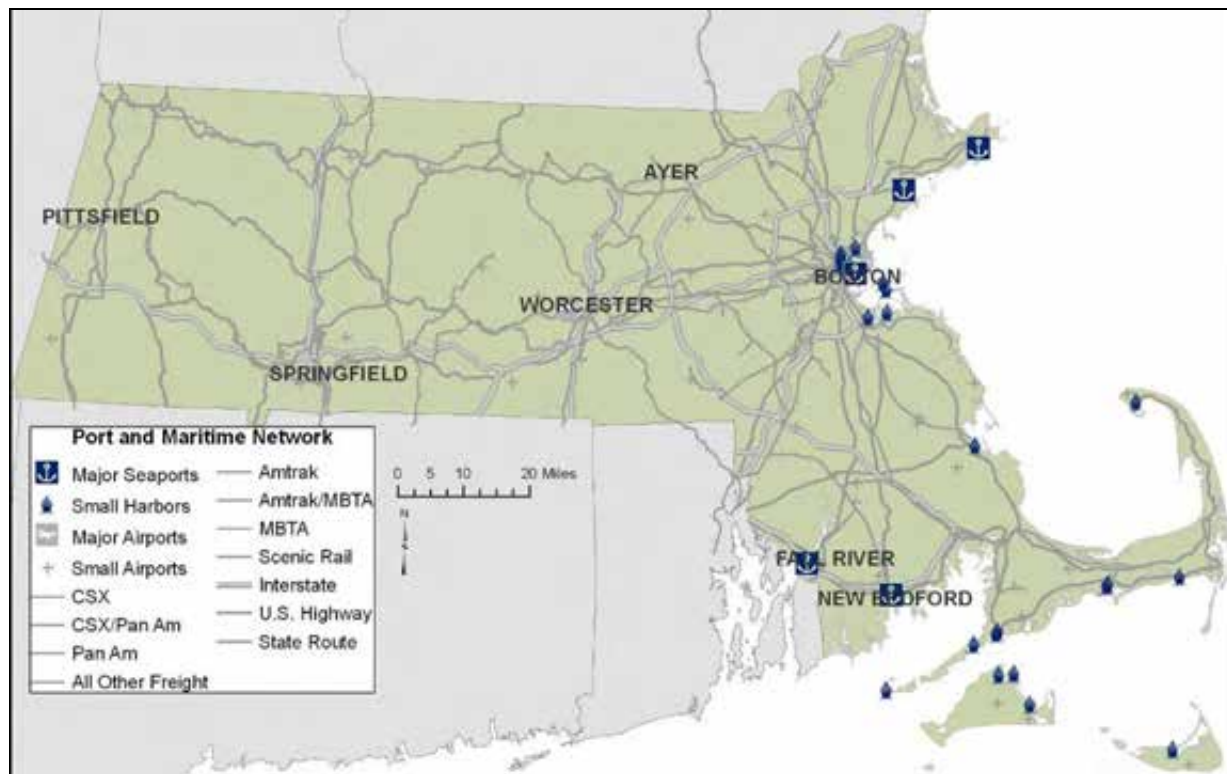 AYER
PITTSFIELD
BOSTON
WORCESTER
SPRINGFIELD
Port and Maritime Network
Major Seaports
Small Harbors
Major Airports
Small Airports
CSX
CSX/Pan Am
Pan Am
All Other Freight
Amtrak
Amtrak/MBTA
MBTA
Scenic Rail
Interstate
U.S. Highway
State Route
0 5 10 20 Miles
N
FALL RIVER
NEW BEDFORD